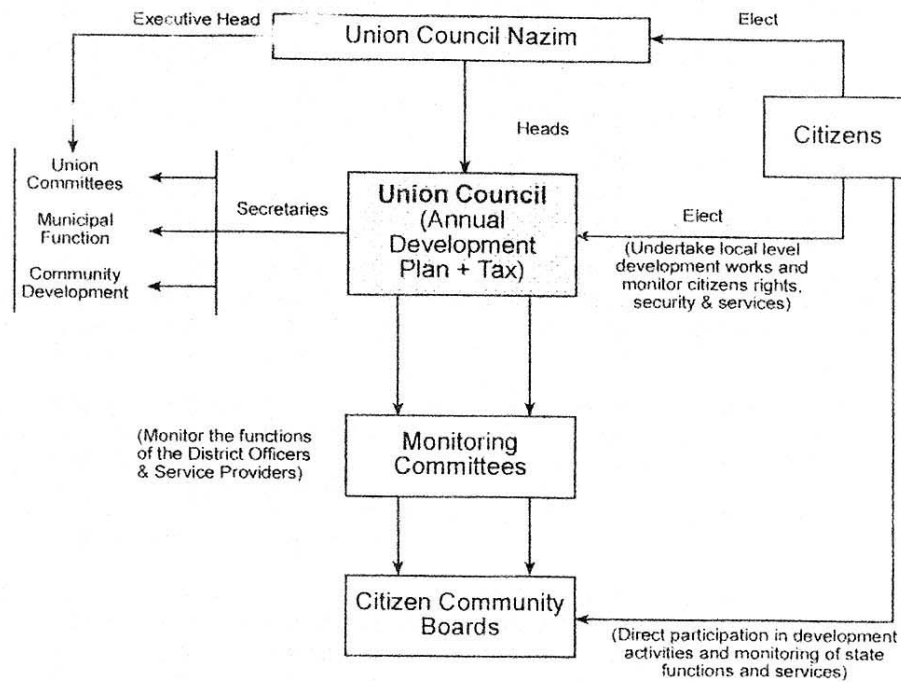 Executive Head
Union Council Nazim
Elect
Heads
Citizens
Union
Committees
Municipal
Function
Community
Development
Secretaries
Union Council
(Annual
Development
Plan + Tax)
Elect
(Undertake local level
development works and
monitor citizens rights,
security & services)
(Monitor the functions
of the District Officers
& Service Providers)
Monitoring
Committees
Citizen Community
Boards
(Direct participation in development
activities and monitoring of state
functions and services)